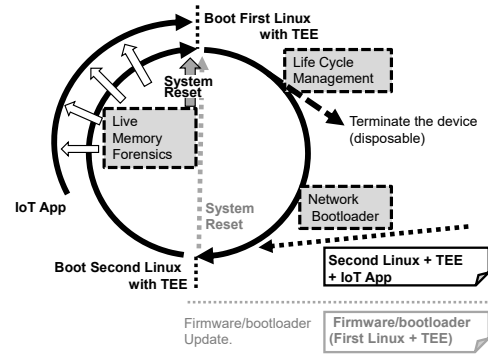 Boot First Linux
with TEE
System
Reset
Life Cycle
Management
Live
Memory
Forensics
Terminate the device
(disposable)
IoT App
System
Reset
Network
Bootloader
Boot Second Linux
with TEE
Second Linux + TEE
+ IoT App
Firmware/bootloader
Update.
Firmware/bootloader
(First Linux + TEE)